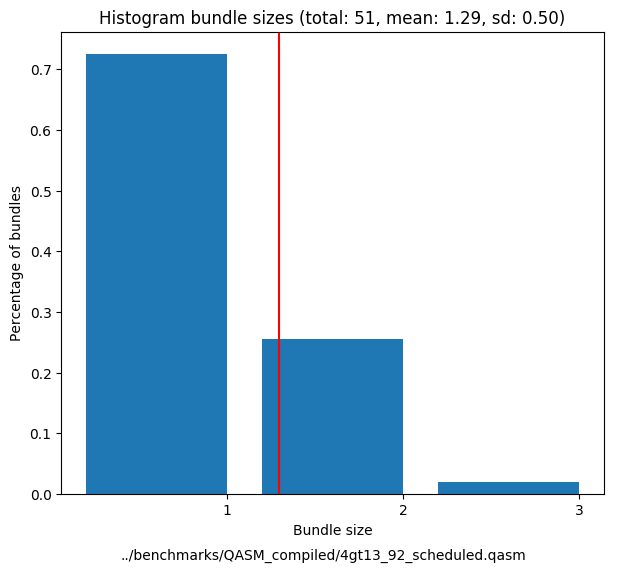 Histogram bundle sizes (total: 51, mean: 1.29, sd: 0.50)
0.7
0.6
0.5
0.4
0.3
0.2
0.1
0.0
Percentage of bundles
1 2 3
Bundle size
../benchmarks/QASM_compiled/4gt13_92_scheduled.qasm